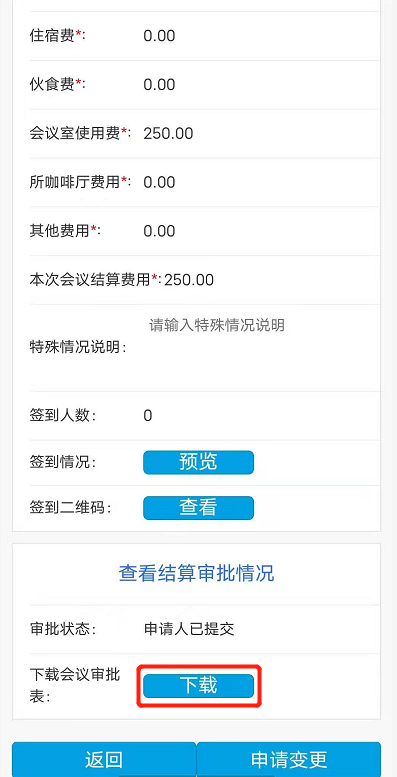 住宿费*: 0.00
伙食费*: 0.00
会议室使用费*: 250.00
所咖啡厅费用*: 0.00
其他费用*: 0.00
本次会议结算费用*:250.00
请输入特殊情况说明
特殊情况说明:
签到人数: 0
签到情况: 预览
签到二维码: 查看
查看结算审批情况
审批状态: 申请人已提交
下载会议审批
表: 下载
返回 申请变更